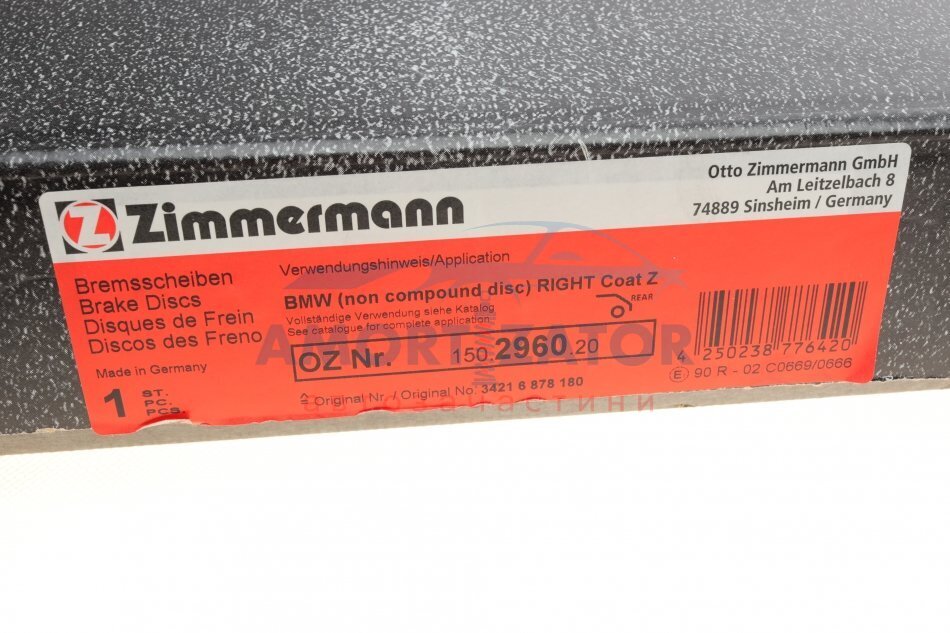 Zimmermann
Otto Zimmermann GmbH
Am Leitzelbach 8
74889 Sinsheim / Germany
Bremsscheiben
Brake Discs
Disques de Frein
Discos des Freno
Made in Germany
1 ST.
PC.
PCS.
Verwendungshinweis/Application
BMW (non compound disc) RIGHT Coat Z
REAR
Vollständige Verwendung siehe Katalog
See catalogue for complete application
OZ Nr. 150.2960.20
≙ Original Nr. / Original No. 3421 6 878 180
4 250238 776420
E 90 R - 02 C0669/0666
AMORTIZATOR
автозапчастини